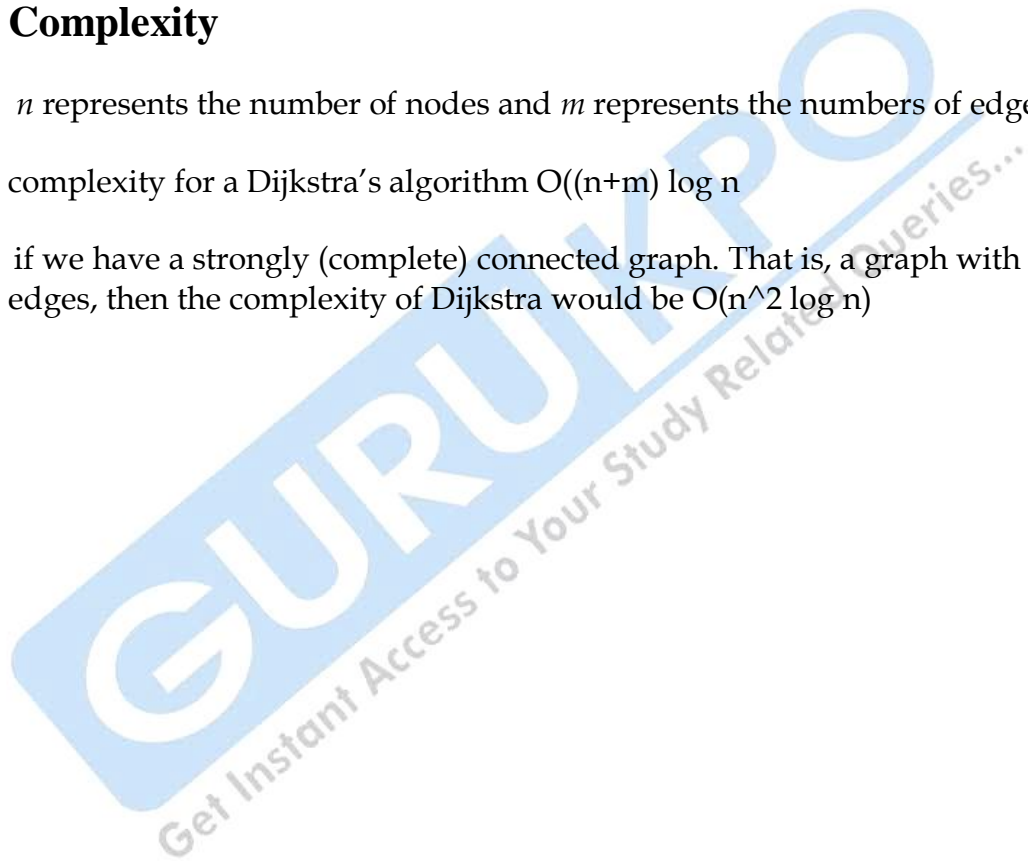 Complexity
n represents the number of nodes and m represents the numbers of edge
complexity for a Dijkstra’s algorithm O((n+m) log n
if we have a strongly (complete) connected graph. That is, a graph with
edges, then the complexity of Dijkstra would be O(n^2 log n)
GURUKPO
Get Instant Access to Your Study Related Queries...